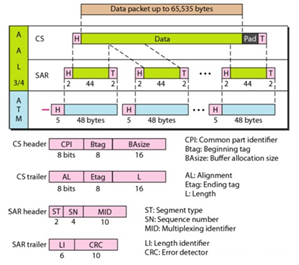 Data packet up to 65,535 bytes
A A L 3/4
CS
H Data Pad T
SAR
H T H T ... H T
2 44 2 2 44 2 2 44 2
A T M
H H ... H
5 48 bytes 5 48 bytes 5 48 bytes
CS header CPI Btag BAsize
8 bits 8 16
CPI: Common part identifier
Btag: Beginning tag
BAsize: Buffer allocation size
CS trailer AL Etag L
8 bits 8 16
AL: Alignment
Etag: Ending tag
L: Length
SAR header ST SN MID
2 4 10
ST: Segment type
SN: Sequence number
MID: Multiplexing identifier
SAR trailer LI CRC
6 10
LI: Length identifier
CRC: Error detector